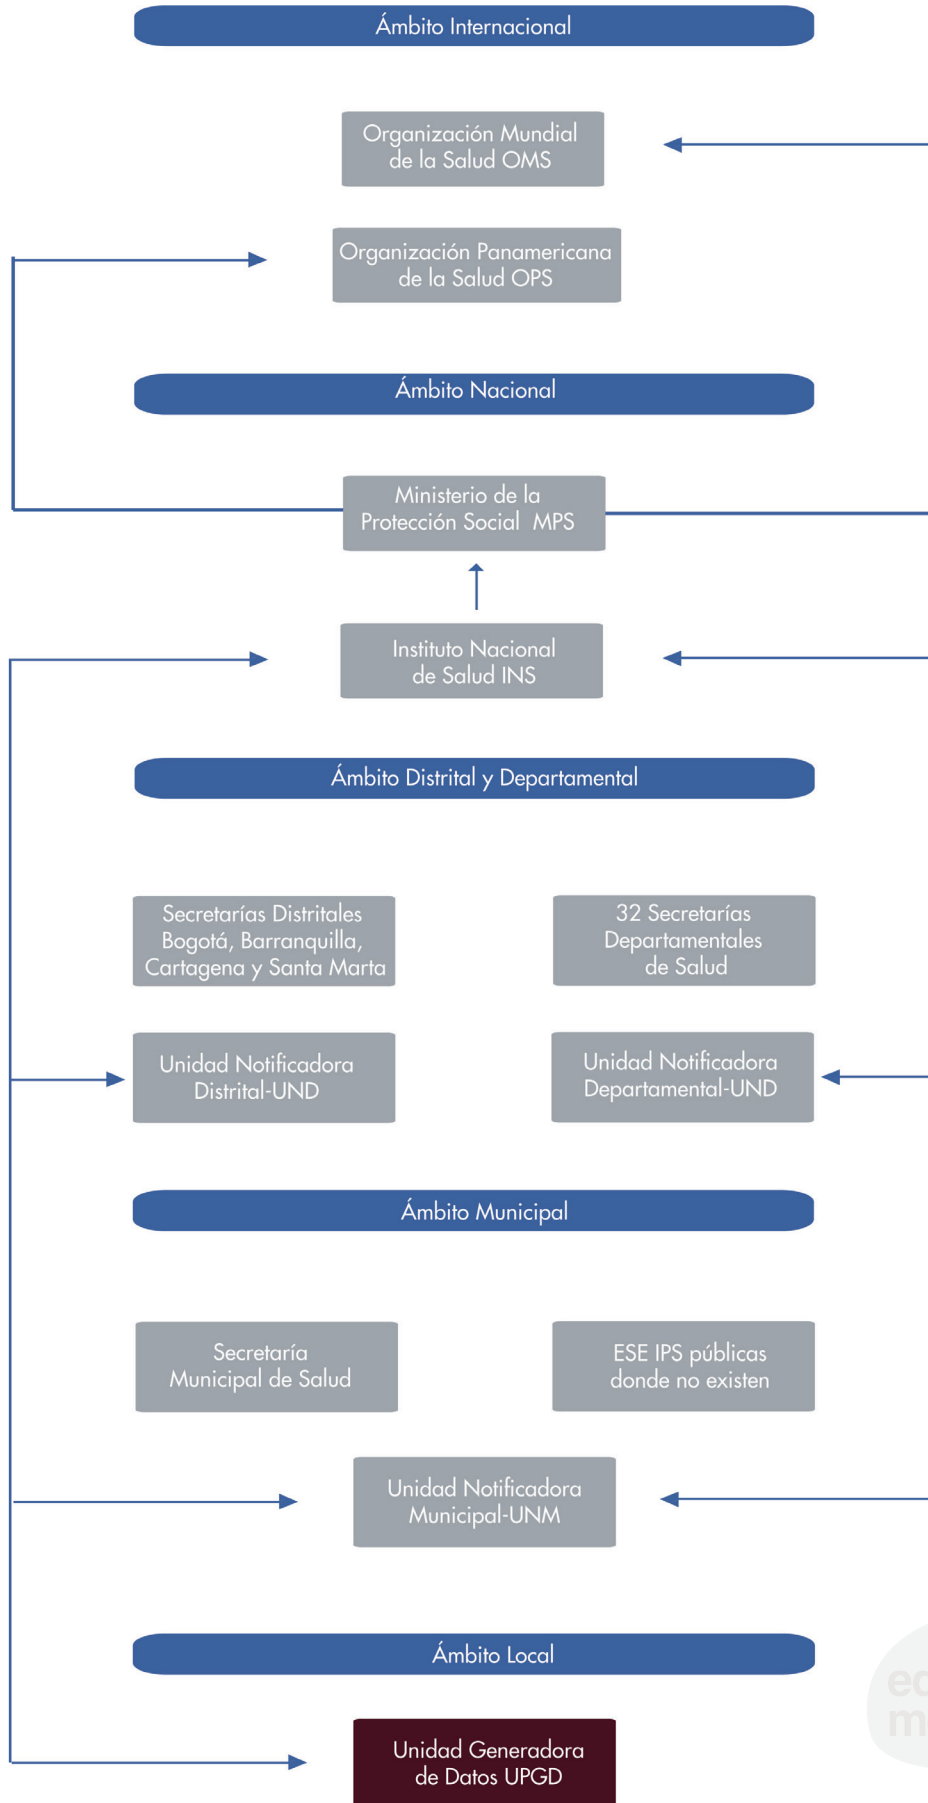 Ámbito Internacional
Organización Mundial
de la Salud OMS
Organización Panamericana
de la Salud OPS
Ámbito Nacional
Ministerio de la
Protección Social MPS
Instituto Nacional
de Salud INS
Ámbito Distrital y Departamental
Secretarías Distritales
Bogotá, Barranquilla,
Cartagena y Santa Marta
32 Secretarías
Departamentales
de Salud
Unidad Notificadora
Distrital-UND
Unidad Notificadora
Departamental-UND
Ámbito Municipal
Secretaría
Municipal de Salud
ESE IPS públicas
donde no existen
Unidad Notificadora
Municipal-UNM
Ámbito Local
Unidad Generadora
de Datos UPGD